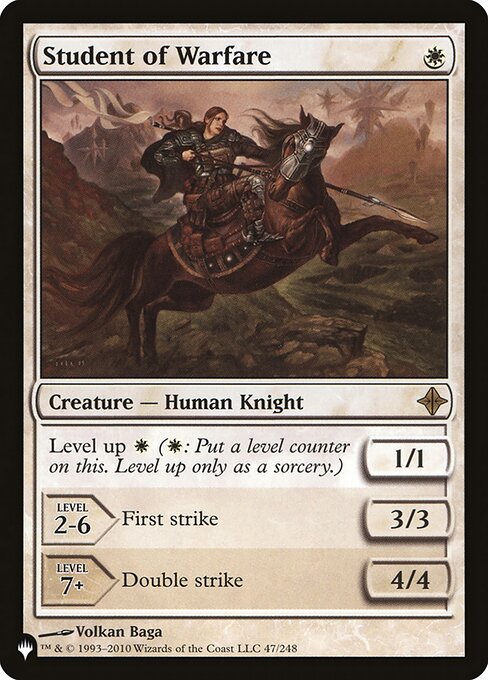 Student of Warfare
Creature — Human Knight
Level up (: Put a level counter
on this. Level up only as a sorcery.)
1/1
LEVEL
2-6
First strike
3/3
LEVEL
7+
Double strike
4/4
Volkan Baga
™ & © 1993–2010 Wizards of the Coast LLC 47/248